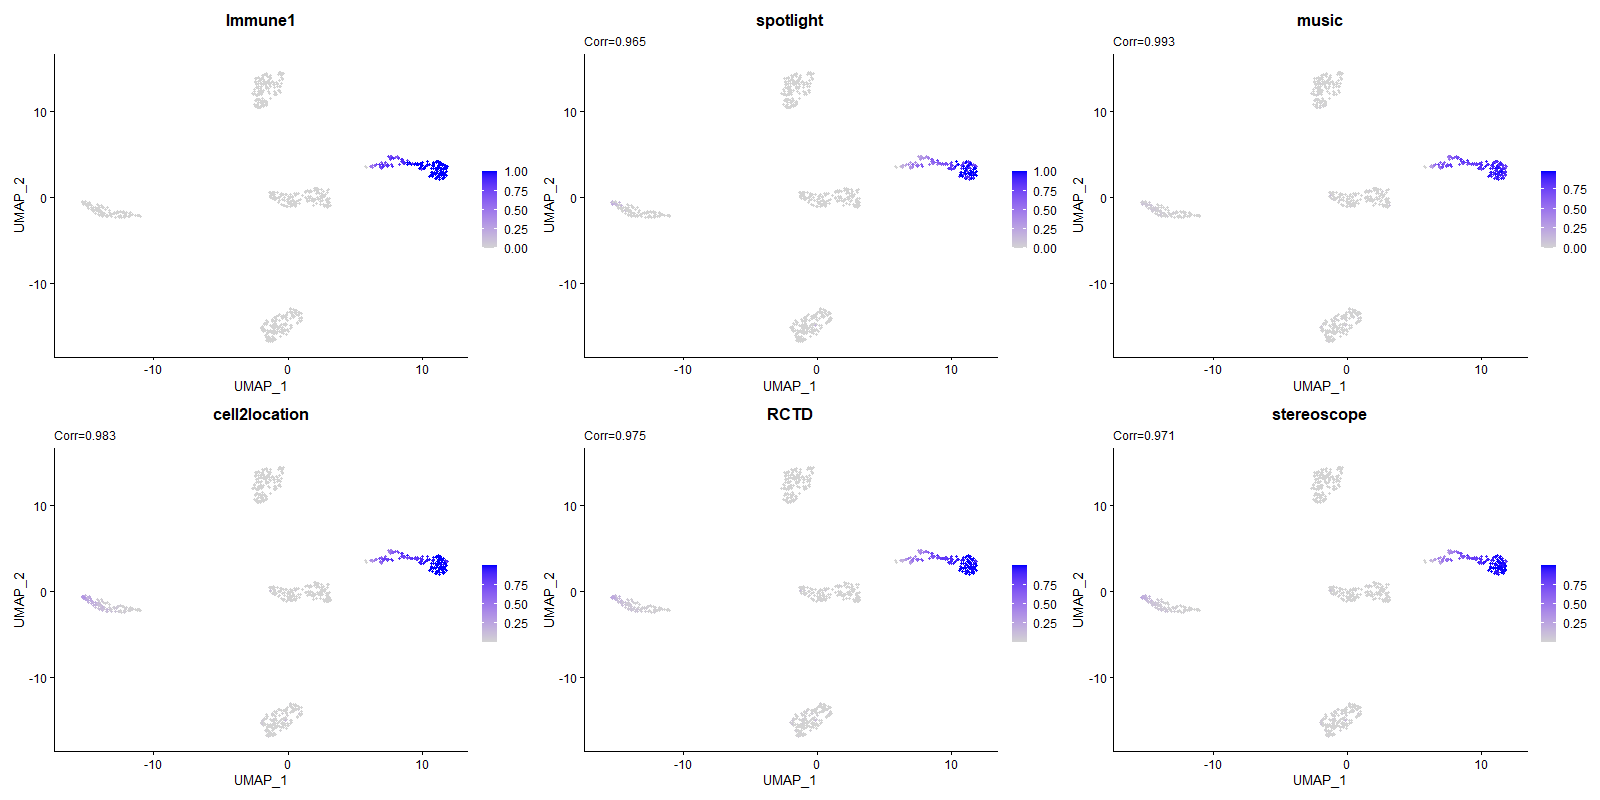 Immune1
10
0
-10
UMAP_2
-10
0
10
UMAP_1
1.00
0.75
0.50
0.25
0.00
spotlight
Corr=0.965
10
0
-10
UMAP_2
-10
0
10
UMAP_1
1.00
0.75
0.50
0.25
0.00
music
Corr=0.993
10
0
-10
UMAP_2
-10
0
10
UMAP_1
0.75
0.50
0.25
0.00
cell2location
Corr=0.983
10
0
-10
UMAP_2
-10
0
10
UMAP_1
0.75
0.50
0.25
RCTD
Corr=0.975
10
0
-10
UMAP_2
-10
0
10
UMAP_1
0.75
0.50
0.25
stereoscope
Corr=0.971
10
0
-10
UMAP_2
-10
0
10
UMAP_1
0.75
0.50
0.25